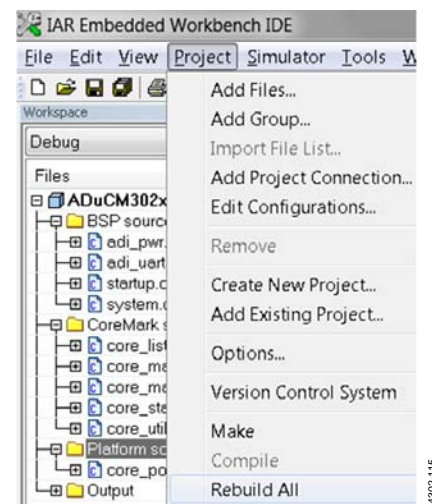 IAR Embedded Workbench IDE
File Edit View Project Simulator Tools W
Workspace
Debug
Files
ADuCM302x
BSP source
adi_pwr.
adi_uart
startup.c
system.c
CoreMark s
core_list
core_ma
core_ma
core_sta
core_util
Platform so
core_po
Output
Add Files...
Add Group...
Import File List...
Add Project Connection...
Edit Configurations...
Remove
Create New Project...
Add Existing Project...
Options...
Version Control System
Make
Compile
Rebuild All